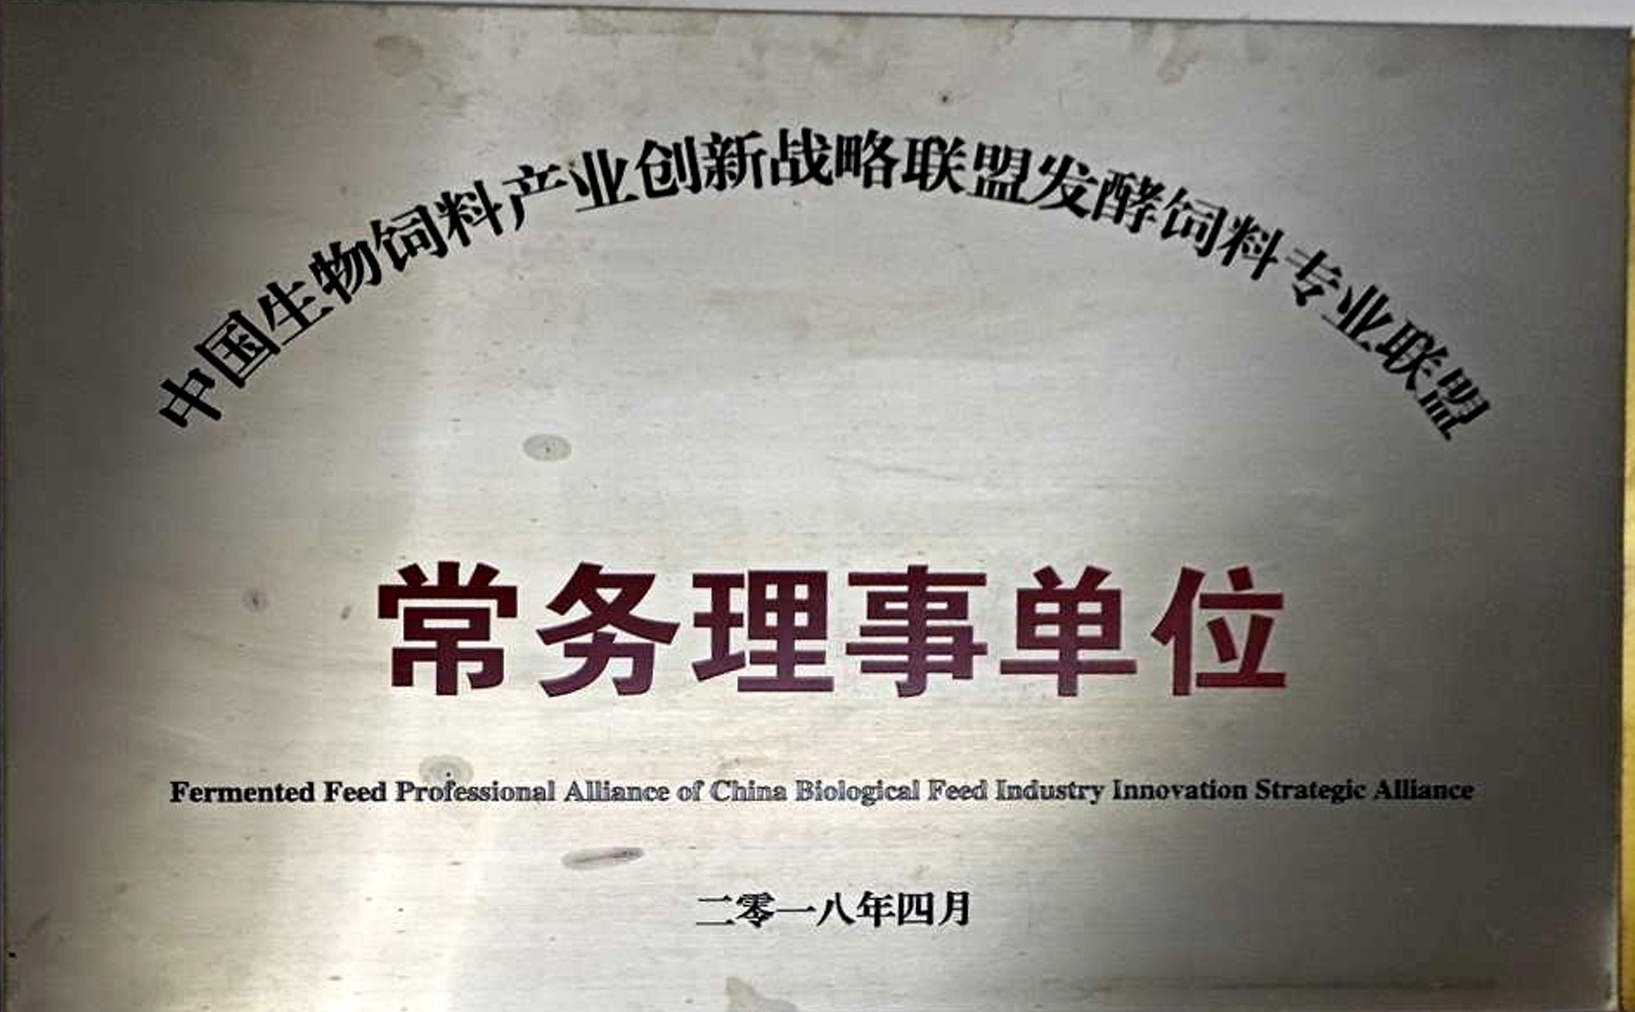 中国生物饲料产业创新战略联盟发酵饲料专业联盟
常务理事单位
Fermented Feed Professional Alliance of China Biological Feed Industry Innovation Strategic Alliance
二零一八年四月